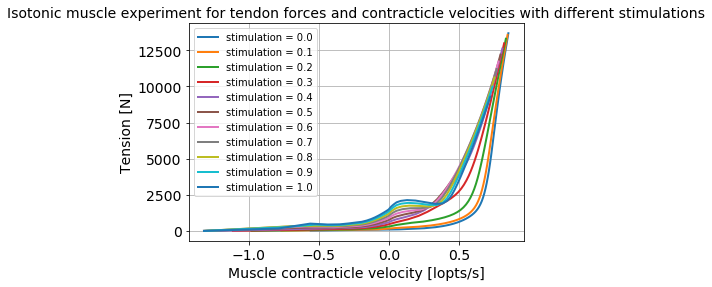 Isotonic muscle experiment for tendon forces and contracticle velocities with different stimulations
12500
10000
7500
5000
2500
0
Tension [N]
stimulation = 0.0
stimulation = 0.1
stimulation = 0.2
stimulation = 0.3
stimulation = 0.4
stimulation = 0.5
stimulation = 0.6
stimulation = 0.7
stimulation = 0.8
stimulation = 0.9
stimulation = 1.0
−1.0 −0.5 0.0 0.5
Muscle contracticle velocity [lopts/s]